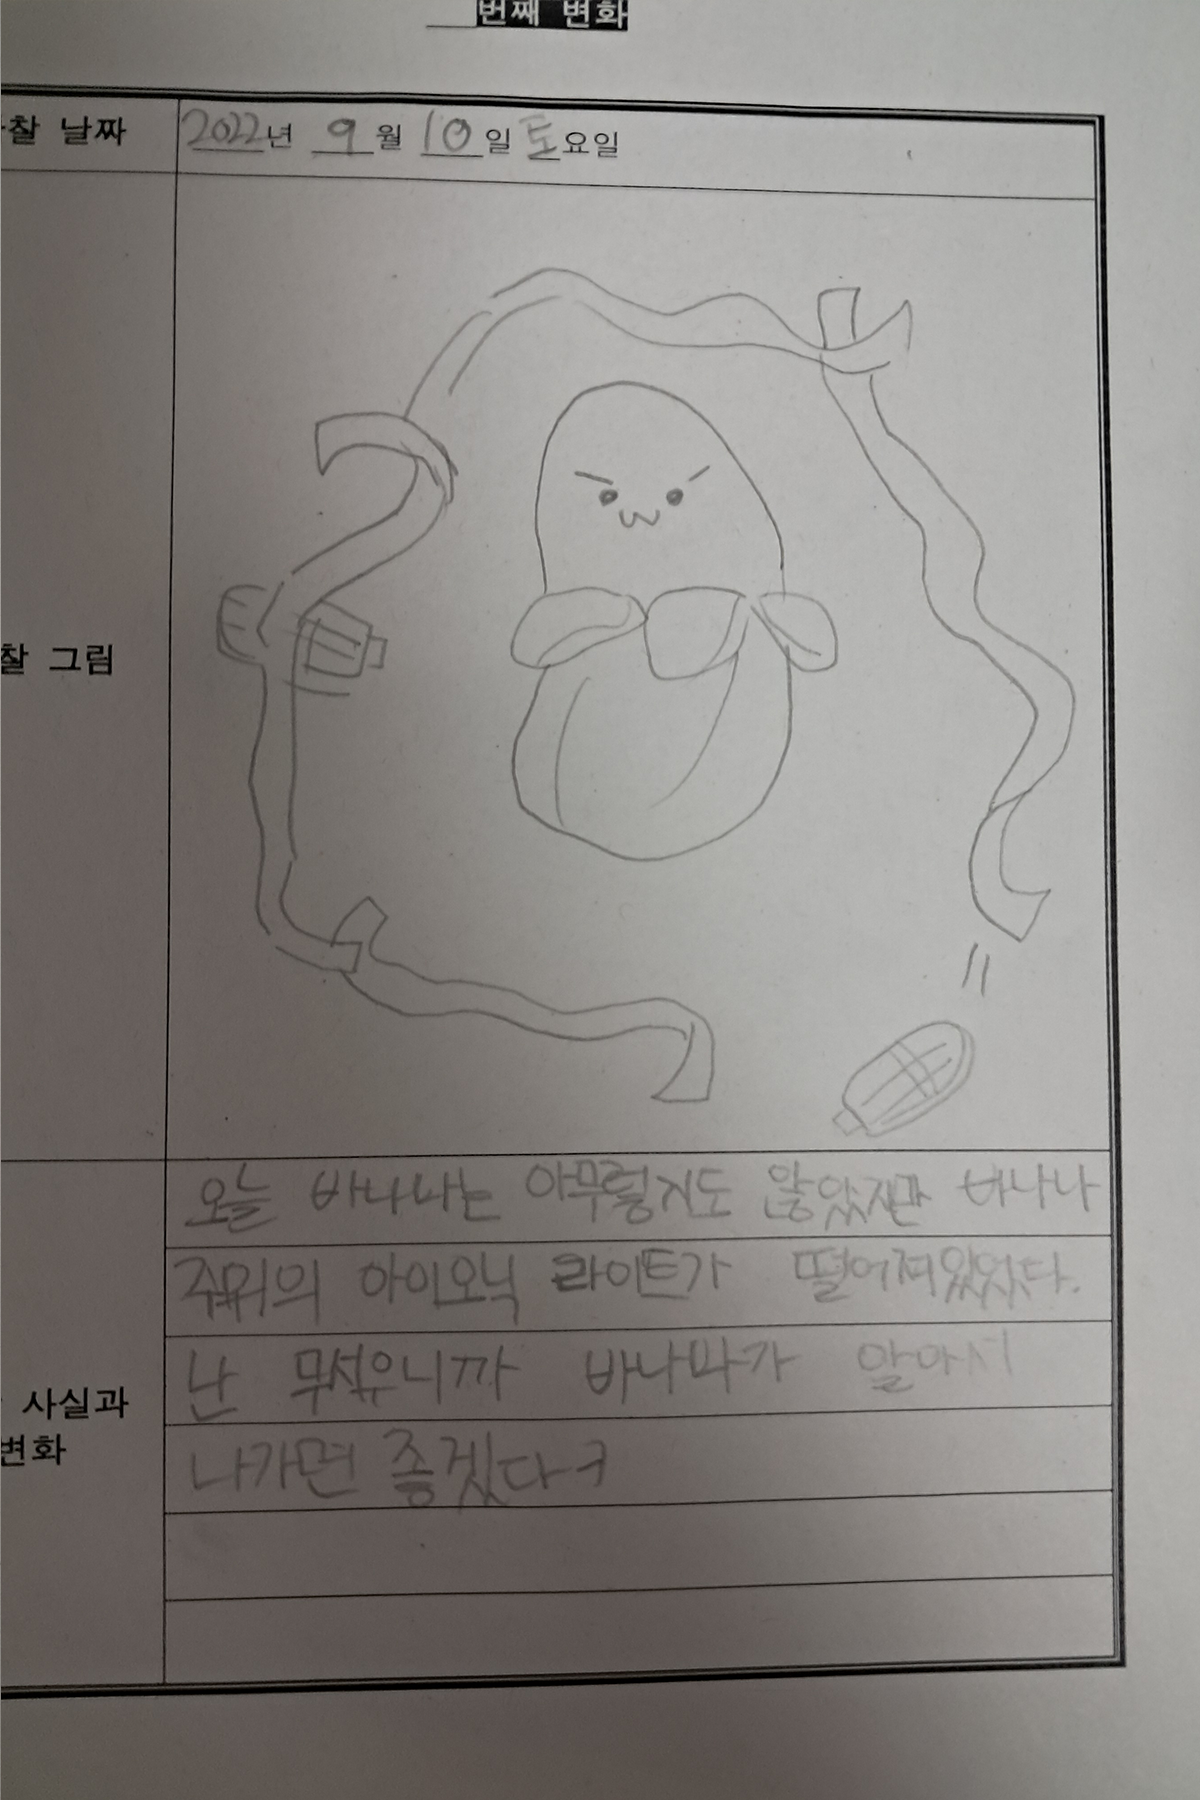 번째 변화
찰 날짜
2022년 9월 10일 토요일
찰 그림
오늘 바나나는 아무렇지도 않았지만 바나나
주위의 아이오닉 라이트가 떨어져있었다.
난 무서우니까 바나나가 알아서
사실과
변화
나가면 좋겠다ㅋ